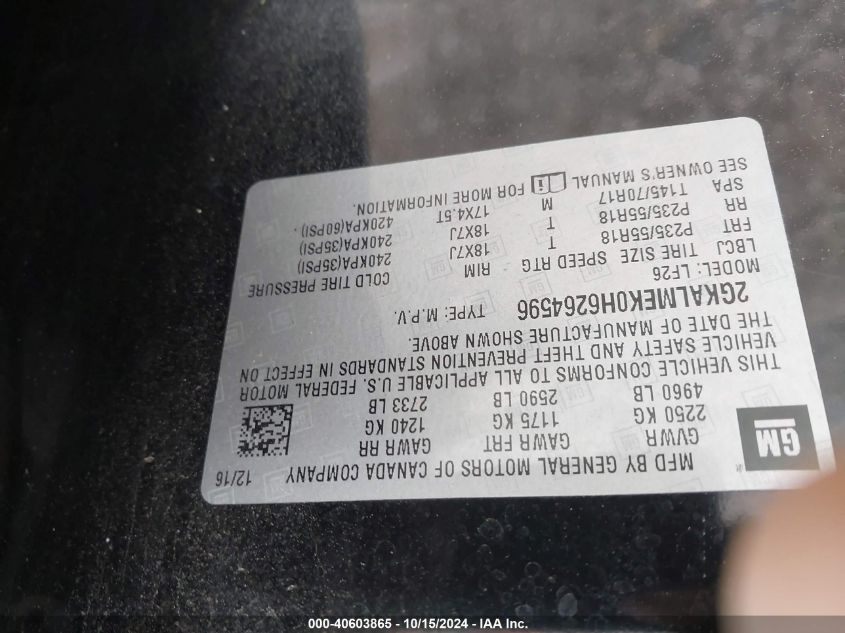 MFD BY GENERAL MOTORS OF CANADA COMPANY 12/16
GM
GVWR GAWR FRT GAWR RR
2250 KG 1175 KG 1240 KG
4960 LB 2590 LB 2733 LB
THIS VEHICLE CONFORMS TO ALL APPLICABLE U.S. FEDERAL MOTOR
VEHICLE SAFETY AND THEFT PREVENTION STANDARDS IN EFFECT ON
THE DATE OF MANUFACTURE SHOWN ABOVE.
2GKALMEK0H6264596 TYPE: M.P.V.
MODEL: LF26
LBCJ TIRE SIZE SPEED RTG RIM COLD TIRE PRESSURE
FRT P235/55R18 T 18X7J 240KPA(35PSI)
RR P235/55R18 T 18X7J 240KPA(35PSI)
SPA T145/70R17 M 17X4.5T 420KPA(60PSI)
SEE OWNER'S MANUAL FOR MORE INFORMATION.
000-40603865 - 10/15/2024 - IAA Inc.